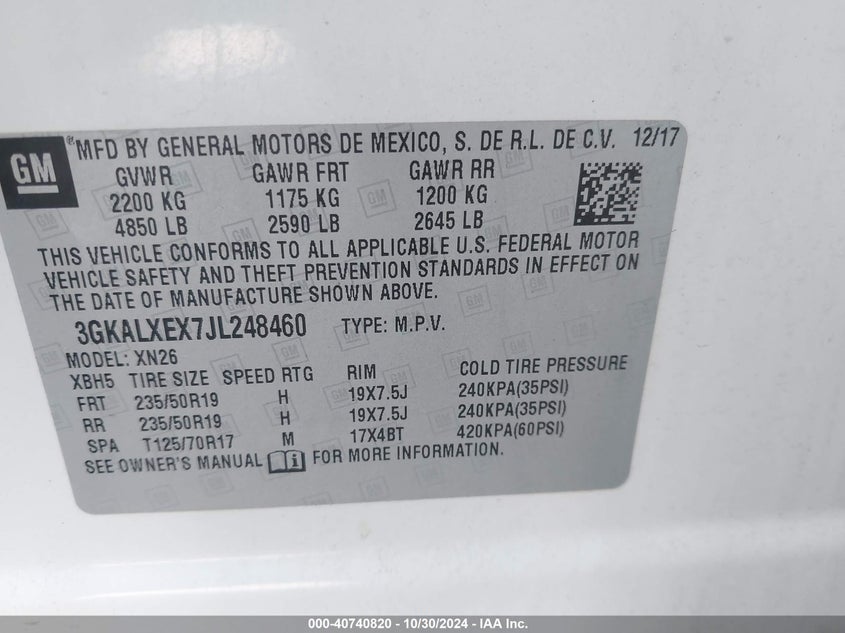 GM ®MFD BY GENERAL MOTORS DE MEXICO, S. DE R.L. DE C.V. 12/17
GVWR GAWR FRT GAWR RR
2200 KG 1175 KG 1200 KG
4850 LB 2590 LB 2645 LB
THIS VEHICLE CONFORMS TO ALL APPLICABLE U.S. FEDERAL MOTOR
VEHICLE SAFETY AND THEFT PREVENTION STANDARDS IN EFFECT ON
THE DATE OF MANUFACTURE SHOWN ABOVE.
3GKALXEX7JL248460 TYPE: M.P.V.
MODEL: XN26
XBH5 TIRE SIZE SPEED RTG RIM COLD TIRE PRESSURE
FRT 235/50R19 H 19X7.5J 240KPA(35PSI)
RR 235/50R19 H 19X7.5J 240KPA(35PSI)
SPA T125/70R17 M 17X4BT 420KPA(60PSI)
SEE OWNER'S MANUAL FOR MORE INFORMATION.
000-40740820 - 10/30/2024 - IAA Inc.